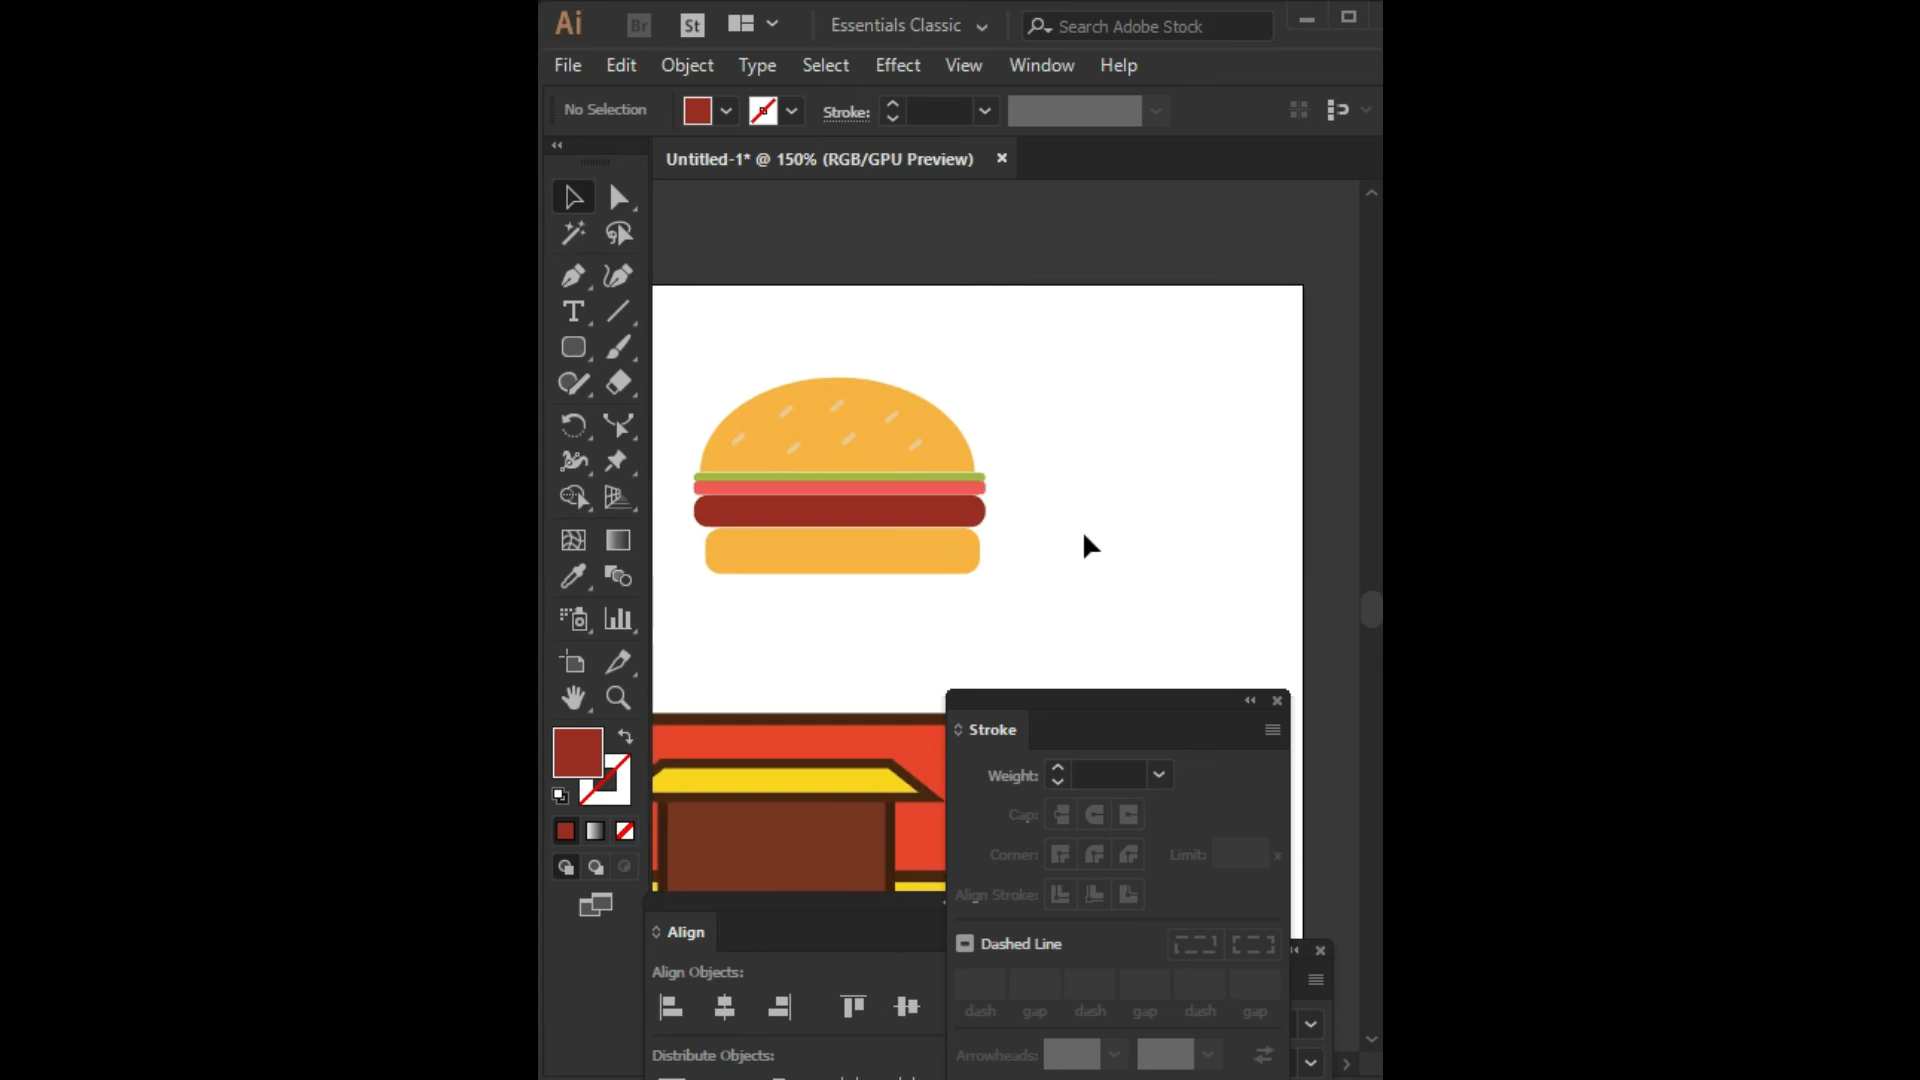 Ai Br St Essentials Classic Search Adobe Stock
File Edit Object Type Select Effect View Window Help
No Selection Stroke:
Untitled-1* @ 150% (RGB/GPU Preview)
Stroke
Weight:
Cap:
Corner: Limit: x
Align Stroke:
Dashed Line
dash gap dash gap dash gap
Arrowheads:
Align
Align Objects:
Distribute Objects: